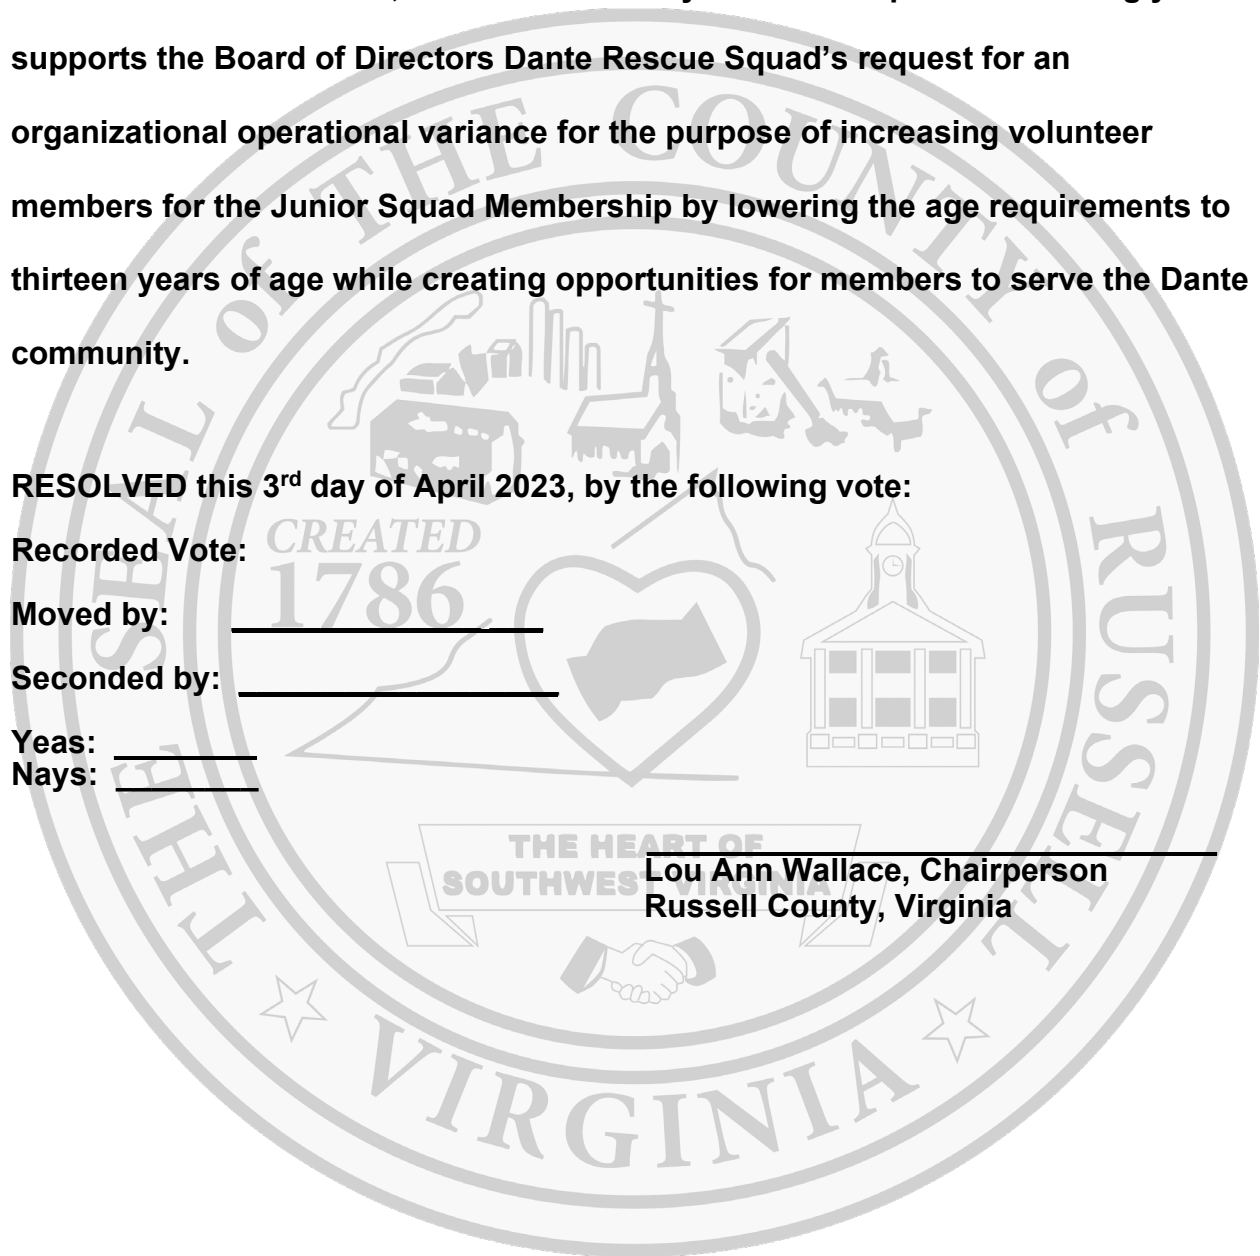 supports the Board of Directors Dante Rescue Squad’s request for an
organizational operational variance for the purpose of increasing volunteer
members for the Junior Squad Membership by lowering the age requirements to
thirteen years of age while creating opportunities for members to serve the Dante
community.
RESOLVED this 3rd day of April 2023, by the following vote:
Recorded Vote:
Moved by: ____________________
Seconded by: ____________________
Yeas: _________
Nays: _________
Lou Ann Wallace, Chairperson
Russell County, Virginia
THE SEAL of THE COUNTY of RUSSELL
VIRGINIA
CREATED
1786
THE HEART OF
SOUTHWEST VIRGINIA